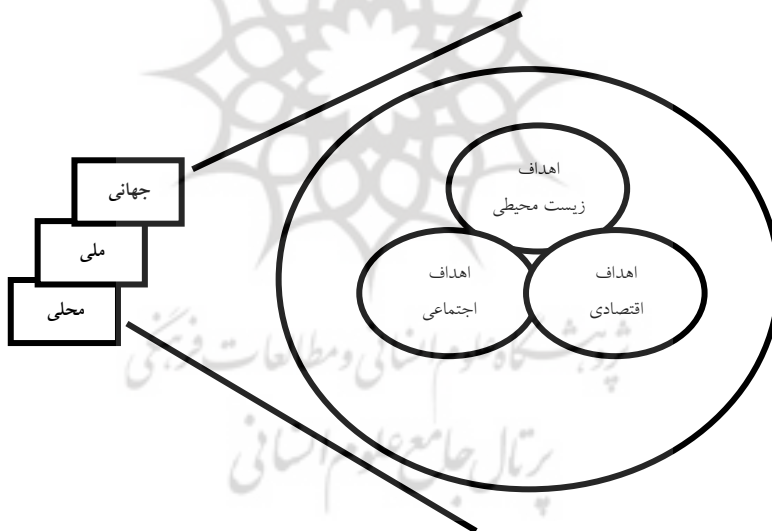 اهداف
زیست محیطی
جهانی
ملی
محلی
اهداف
اقتصادی
اهداف
اجتماعی
پژوهشگاه علوم انسانی و مطالعات فرهنگی
پرتال جامع علوم انسانی